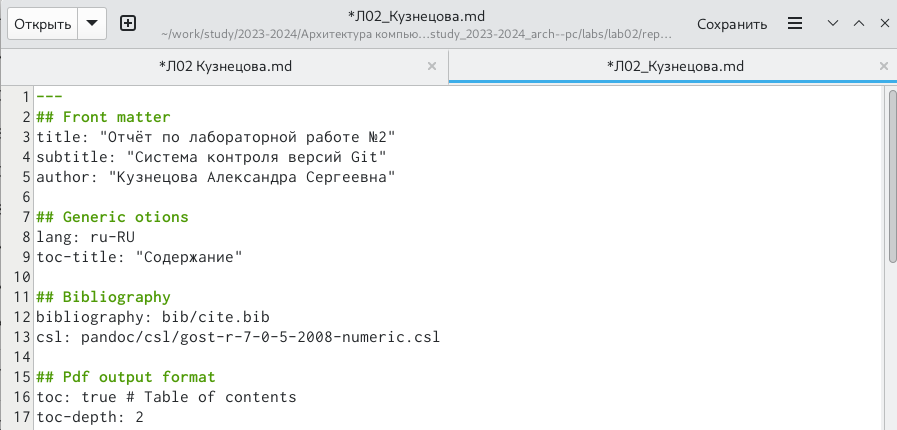 Открыть
*Л02_Кузнецова.md
~/work/study/2023-2024/Архитектура компью...study_2023-2024_arch--pc/labs/lab02/rep...
Сохранить
*Л02 Кузнецова.md
*Л02_Кузнецова.md
1 ---
2 ## Front matter
3 title: "Отчёт по лабораторной работе №2"
4 subtitle: "Система контроля версий Git"
5 author: "Кузнецова Александра Сергеевна"
6
7 ## Generic otions
8 lang: ru-RU
9 toc-title: "Содержание"
10
11 ## Bibliography
12 bibliography: bib/cite.bib
13 csl: pandoc/csl/gost-r-7-0-5-2008-numeric.csl
14
15 ## Pdf output format
16 toc: true # Table of contents
17 toc-depth: 2